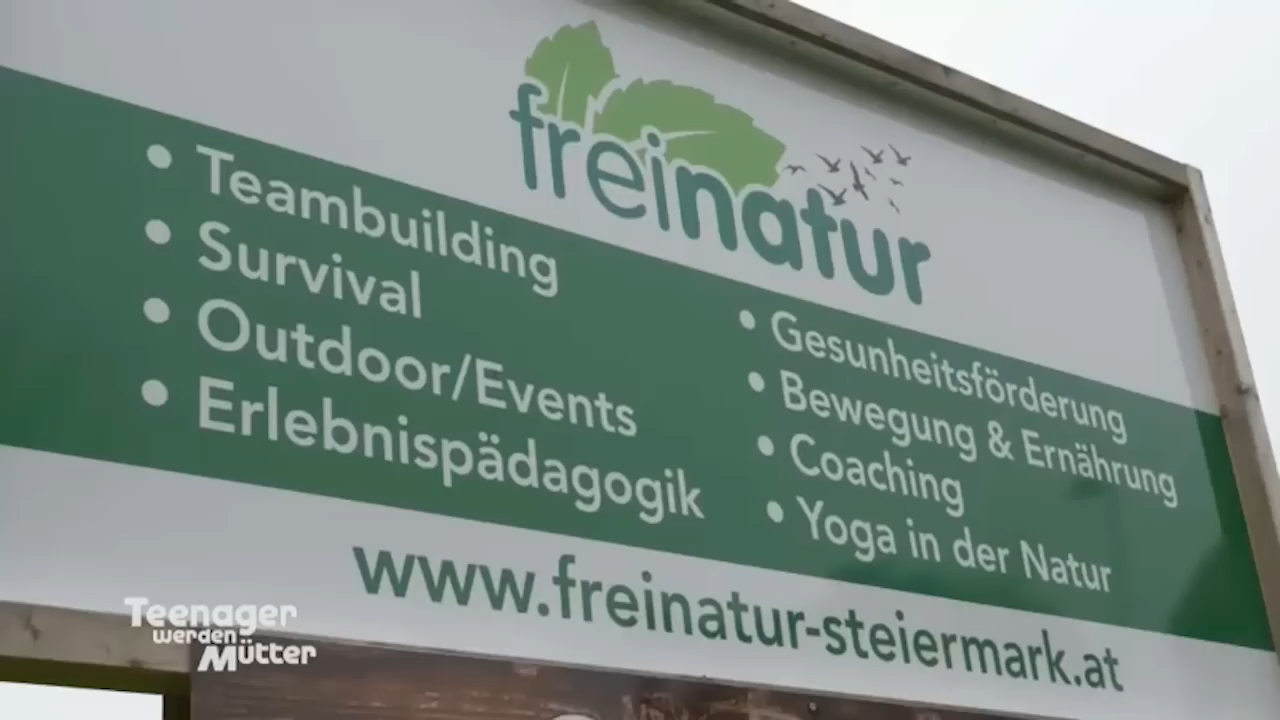 freinatur
• Teambuilding
• Survival
• Outdoor/Events
• Erlebnispädagogik
• Gesunheitsförderung
• Bewegung & Ernährung
• Coaching
• Yoga in der Natur
www.freinatur-steiermark.at
Teenager
werden
Mütter